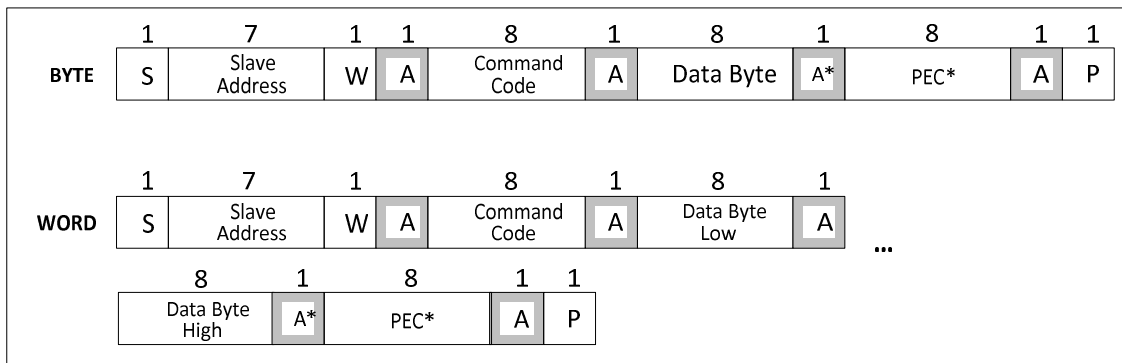 1 7 1 1 8 1 8 1 8 1 1
BYTE S Slave Address W A Command Code A Data Byte A* PEC* A P
1 7 1 8 1 8 1
WORD S Slave Address W A Command Code A Data Byte Low A ...
8 1 8 1 1
Data Byte High A* PEC* A P